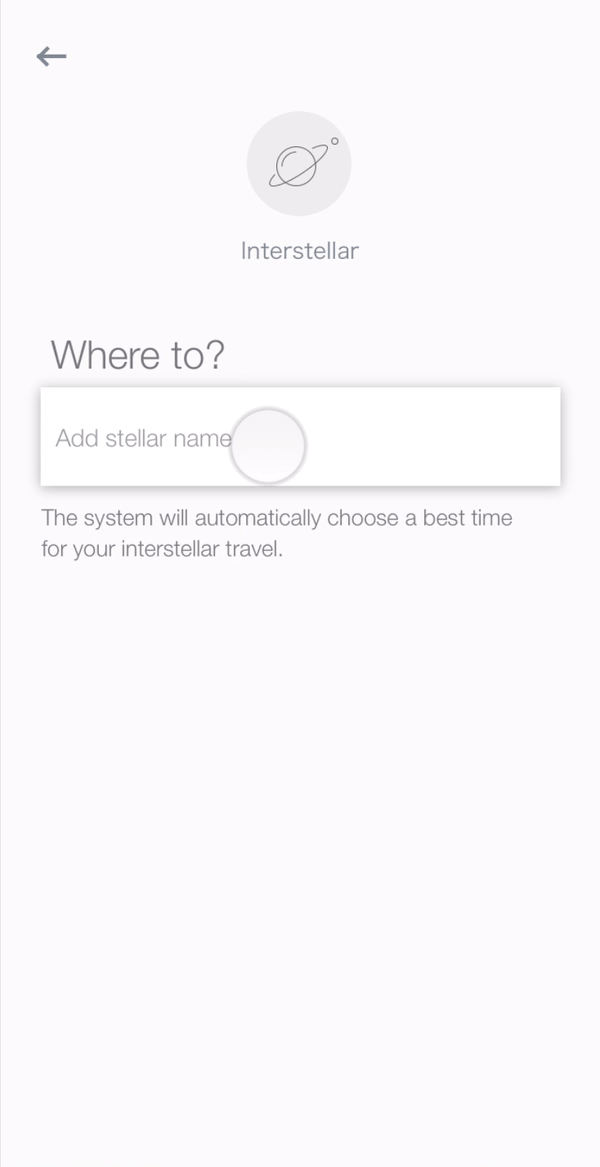 Interstellar
Where to?
Add stellar name
The system will automatically choose a best time
for your interstellar travel.